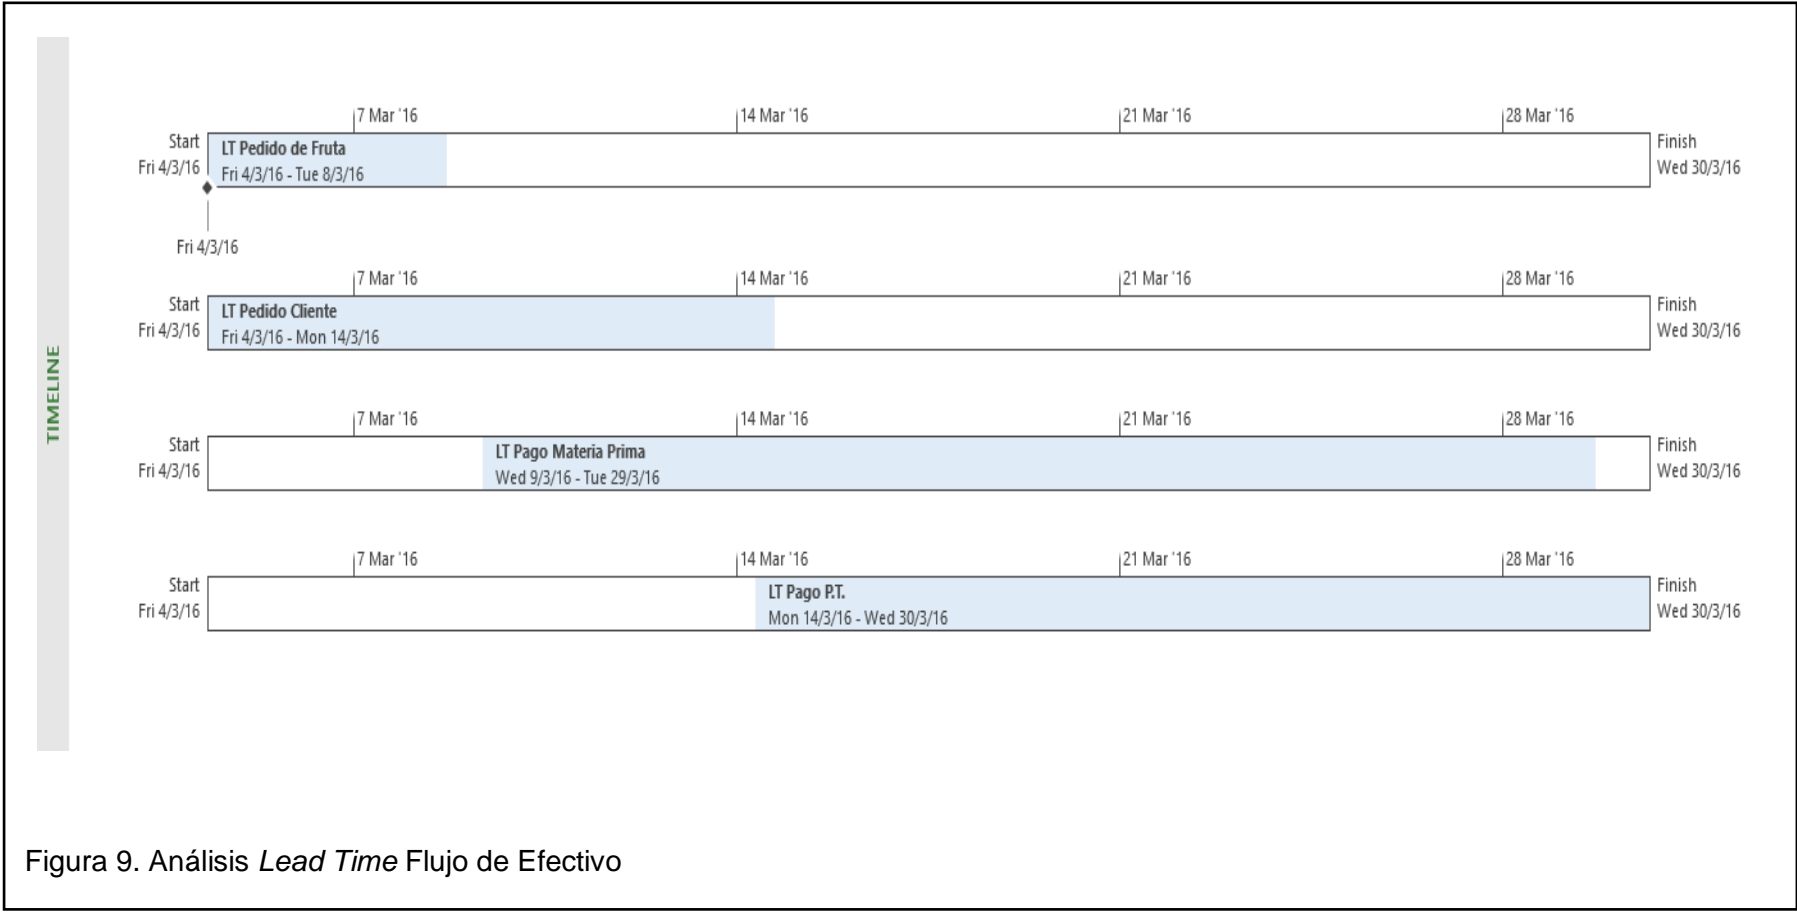 TIMELINE
7 Mar '16
14 Mar '16
21 Mar '16
28 Mar '16
Start
Fri 4/3/16
LT Pedido de Fruta
Fri 4/3/16 - Tue 8/3/16
Finish
Wed 30/3/16
Fri 4/3/16
7 Mar '16
14 Mar '16
21 Mar '16
28 Mar '16
Start
Fri 4/3/16
LT Pedido Cliente
Fri 4/3/16 - Mon 14/3/16
Finish
Wed 30/3/16
7 Mar '16
14 Mar '16
21 Mar '16
28 Mar '16
Start
Fri 4/3/16
LT Pago Materia Prima
Wed 9/3/16 - Tue 29/3/16
Finish
Wed 30/3/16
7 Mar '16
14 Mar '16
21 Mar '16
28 Mar '16
Start
Fri 4/3/16
LT Pago P.T.
Mon 14/3/16 - Wed 30/3/16
Finish
Wed 30/3/16
Figura 9. Análisis Lead Time Flujo de Efectivo